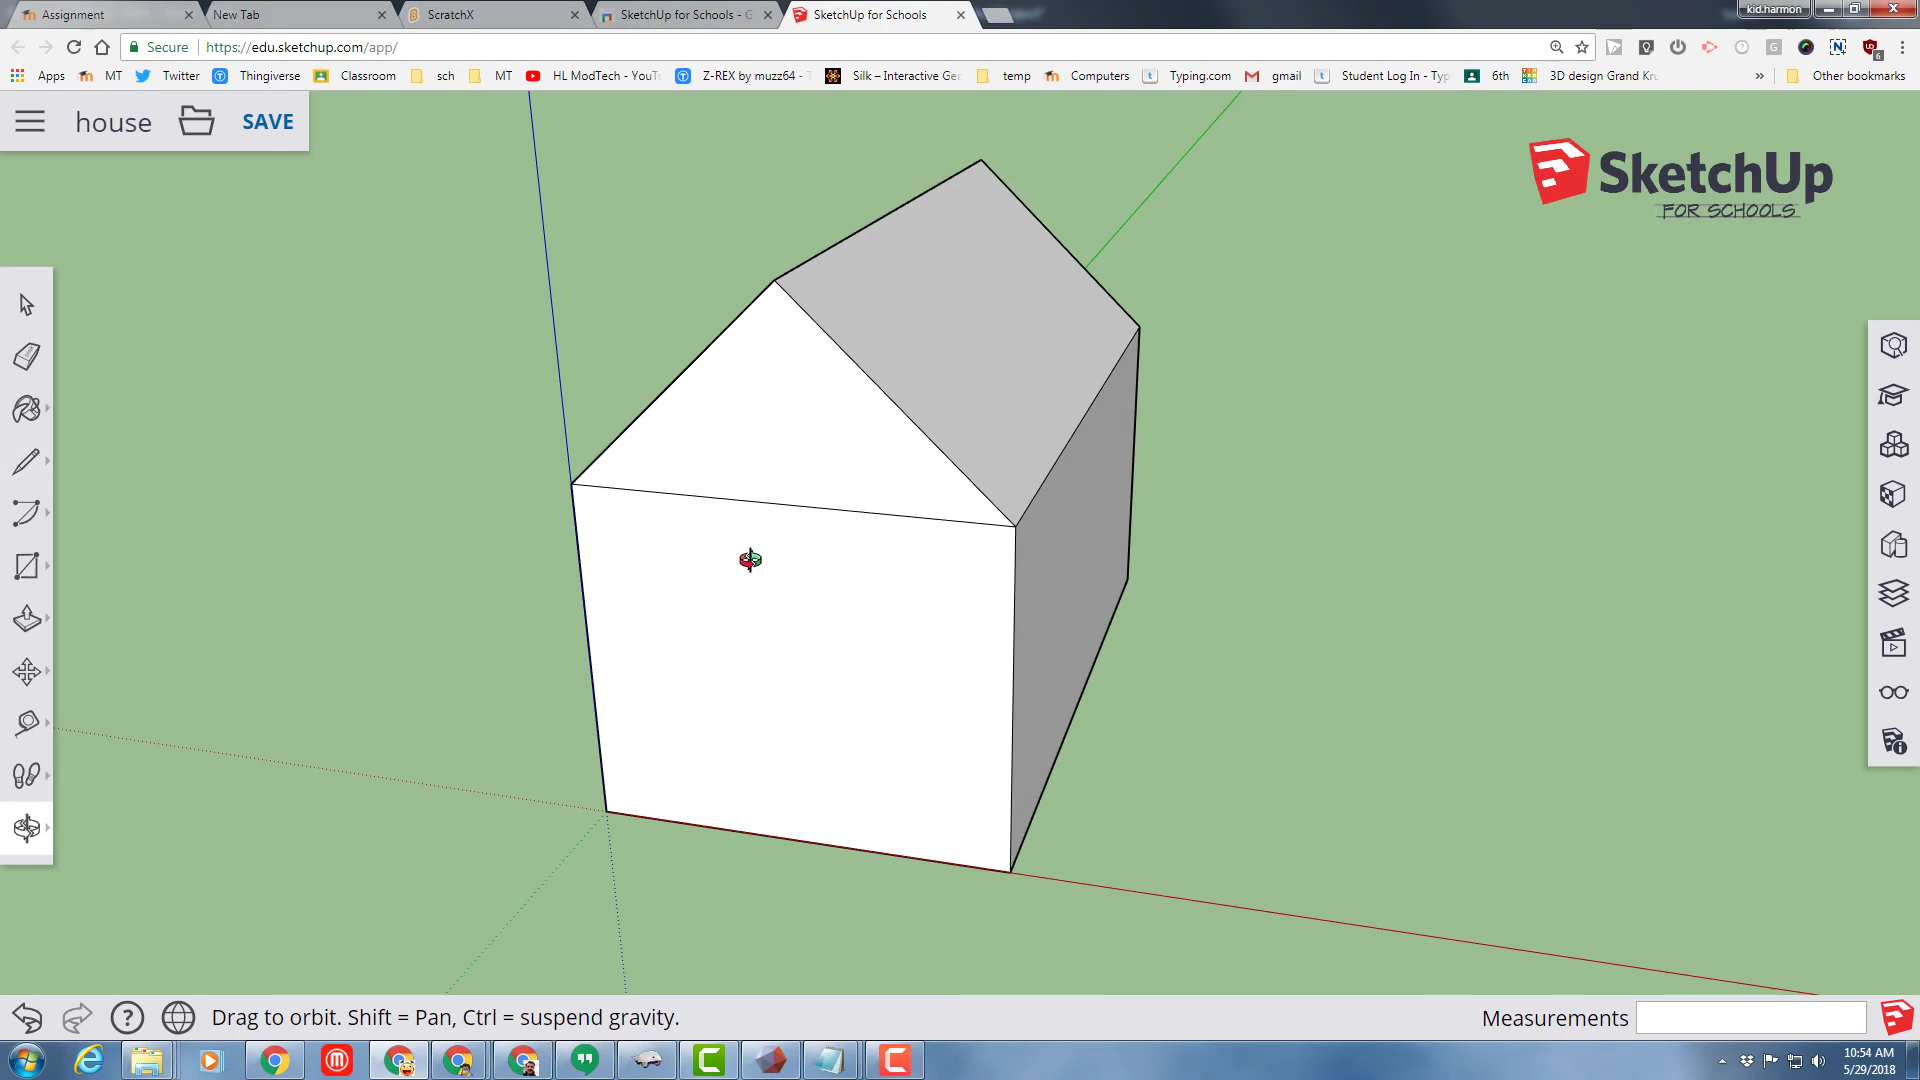 Assignment
New Tab
ScratchX
SketchUp for Schools - G
SketchUp for Schools
kid.harmon
Secure
https://edu.sketchup.com/app/
Apps
MT
Twitter
Thingiverse
Classroom
sch
MT
HL ModTech - YouTu
Z-REX by muzz64 - T
Silk – Interactive Ger
temp
Computers
Typing.com
gmail
Student Log In - Typ
6th
3D design Grand Kru
»
Other bookmarks
house
SAVE
SketchUp
FOR SCHOOLS
Drag to orbit. Shift = Pan, Ctrl = suspend gravity.
Measurements
10:54 AM
5/29/2018